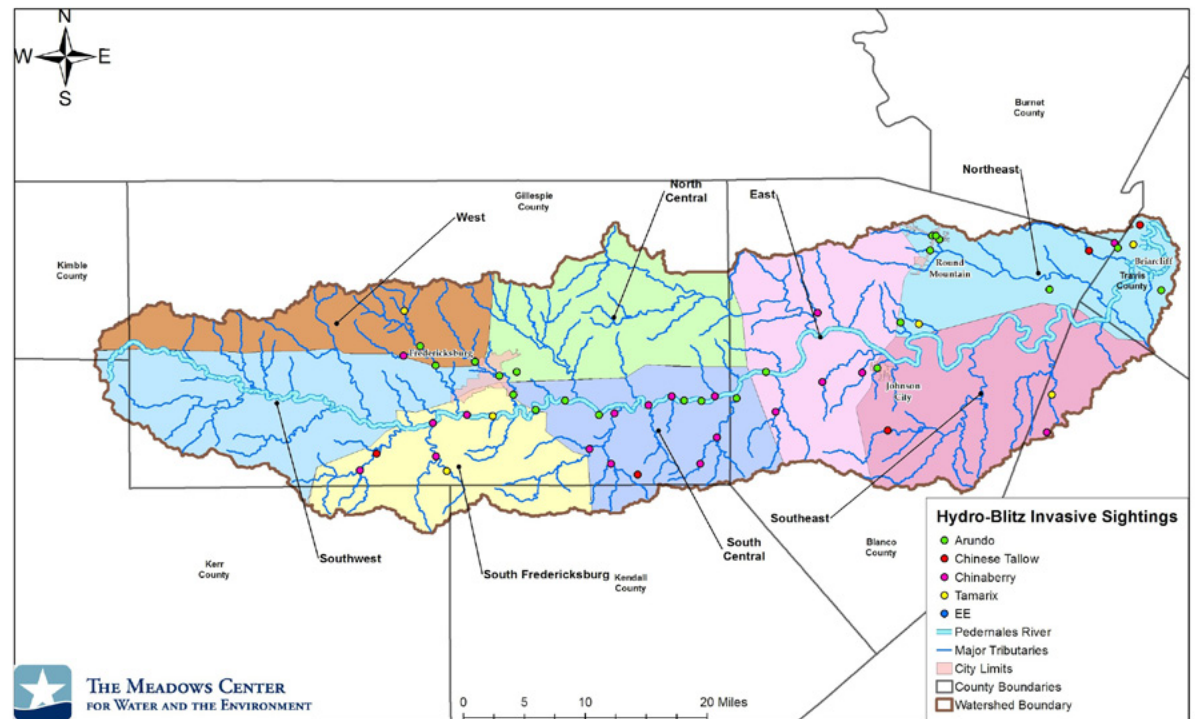 N
W E
S
Burnet
County
Northeast
North
Central
Gillespie
County
East
West
Kimble
County
Round
Mountain
Briarcliff
Travis
County
Fredericksburg
Johnson
City
Southeast
Blanco
County
South
Central
Southwest
South Fredericksburg
Kerr
County
Kendall
County
Hydro-Blitz Invasive Sightings
Arundo
Chinese Tallow
Chinaberry
Tamarix
EE
Pedernales River
Major Tributaries
City Limits
County Boundaries
Watershed Boundary
THE MEADOWS CENTER
FOR WATER AND THE ENVIRONMENT
0 5 10 20 Miles